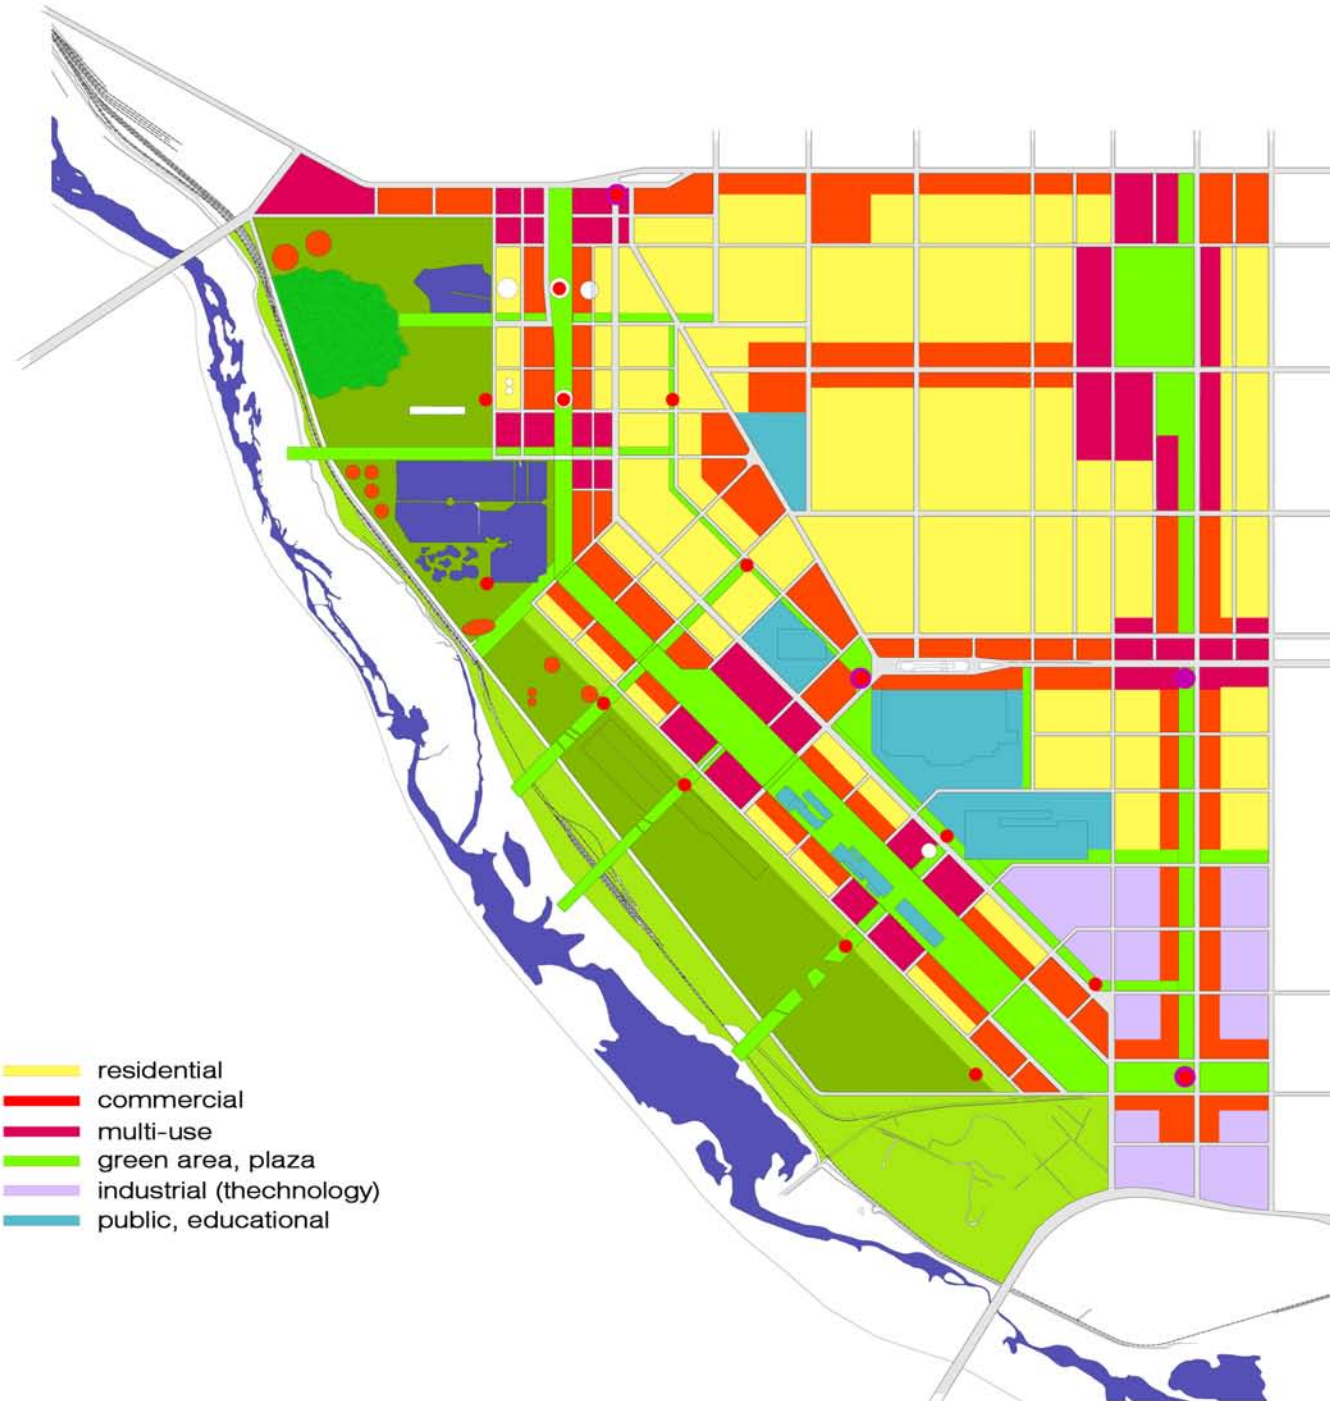 residential
commercial
multi-use
green area, plaza
industrial (thechnology)
public, educational